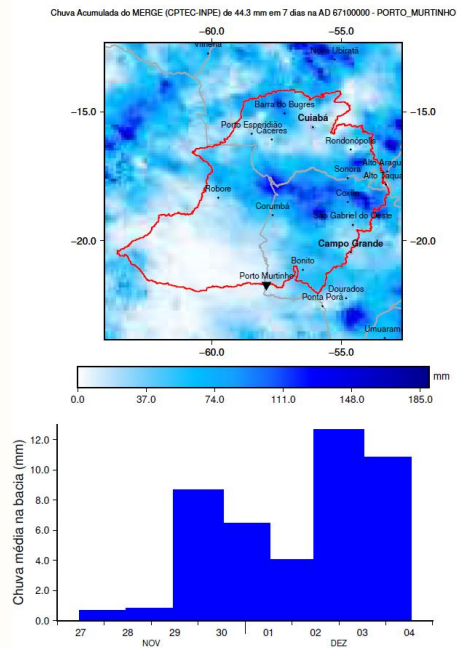 Chuva Acumulada do MERGE (CPTEC-INPE) de 44.3 mm em 7 dias na AD 67100000 - PORTO_MURTINHO
−60.0 −55.0
Vilhena
Nova Ubiratã
−15.0 −15.0
Barra do Bugres
Cuiabá
Porto Esperidião
Cáceres
Rondonópolis
Alto Aragu
Sonora
Alto Taqua
Robore
Coxim
Corumbá
São Gabriel do Oeste
−20.0 −20.0
Campo Grande
Bonito
Porto Murtinho
Dourados
Ponta Porã
Umuaram
−60.0 −55.0
mm
0.0 37.0 74.0 111.0 148.0 185.0
Chuva média na bacia (mm)
12.0
10.0
8.0
6.0
4.0
2.0
0.0
27 28 29 30 01 02 03 04
NOV DEZ